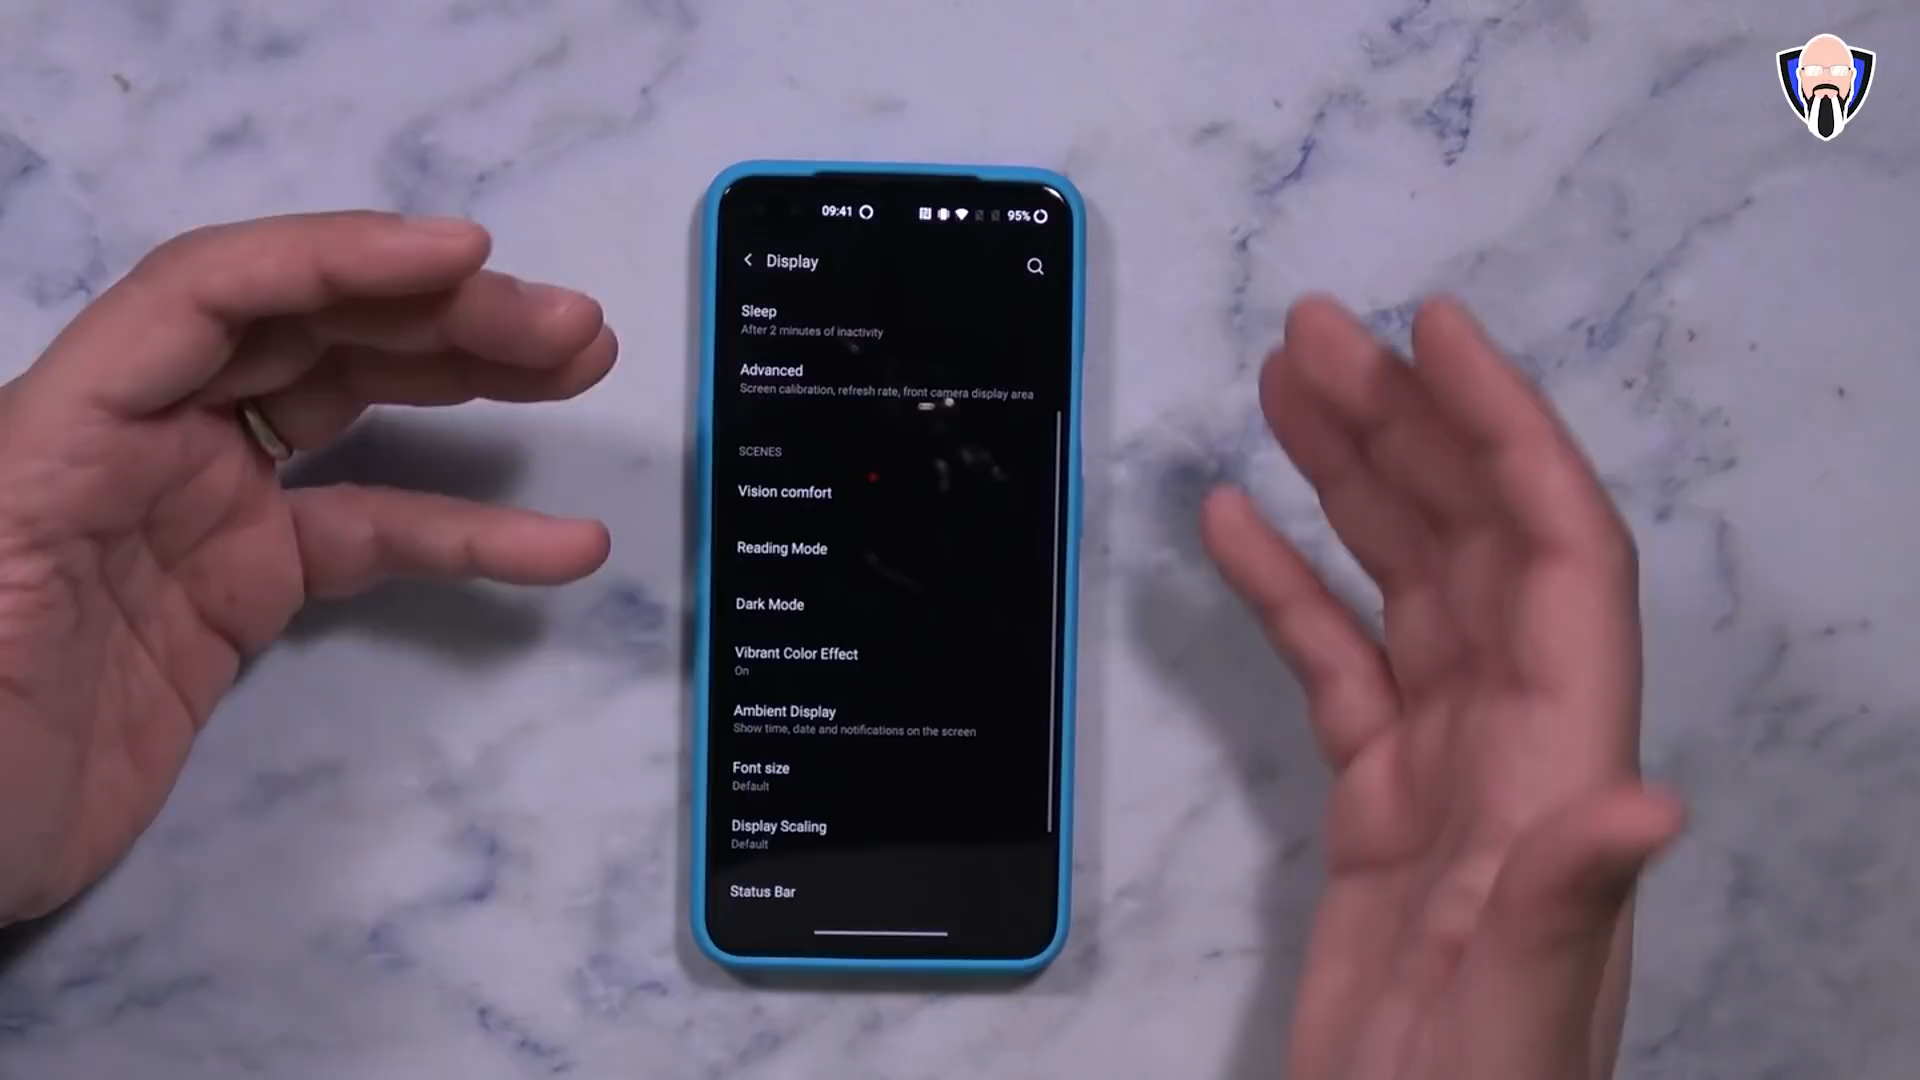 09:41
95%
Display
Sleep
After 2 minutes of inactivity
Advanced
Screen calibration, refresh rate, front camera display area
SCENES
Vision comfort
Reading Mode
Dark Mode
Vibrant Color Effect
On
Ambient Display
Show time, date and notifications on the screen
Font size
Default
Display Scaling
Default
Status Bar